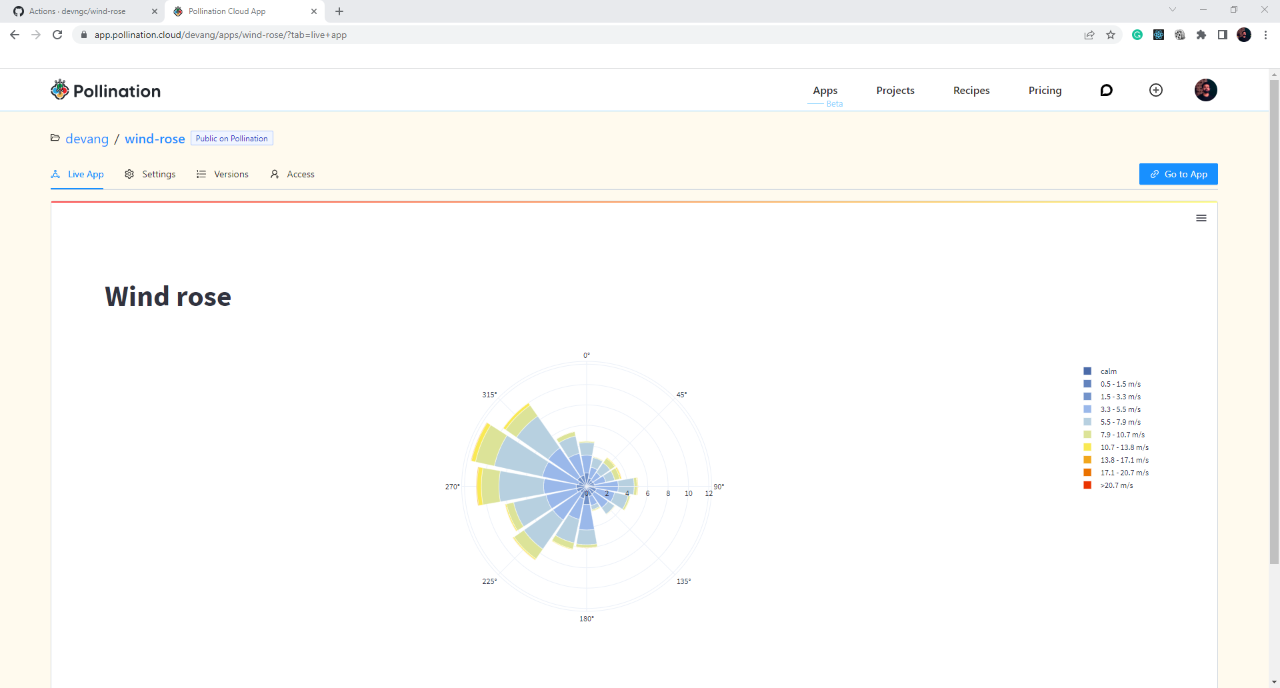 Actions · devngc/wind-rose
Pollination Cloud App
app.pollination.cloud/devang/apps/wind-rose/?tab=live+app
Pollination
Apps
Beta
Projects
Recipes
Pricing
devang / wind-rose
Public on Pollination
Live App
Settings
Versions
Access
Go to App
Wind rose
0°
45°
90°
135°
180°
225°
270°
315°
0 2 4 6 8 10 12
calm
0.5 - 1.5 m/s
1.5 - 3.3 m/s
3.3 - 5.5 m/s
5.5 - 7.9 m/s
7.9 - 10.7 m/s
10.7 - 13.8 m/s
13.8 - 17.1 m/s
17.1 - 20.7 m/s
>20.7 m/s